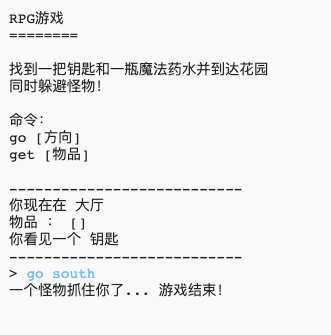 RPG游戏
========
找到一把钥匙和一瓶魔法药水并到达花园
同时躲避怪物！
命令：
go [方向]
get [物品]
---------------------------
你现在在 大厅
物品 ： []
你看见一个 钥匙
---------------------------
> go south
一个怪物抓住你了... 游戏结束！